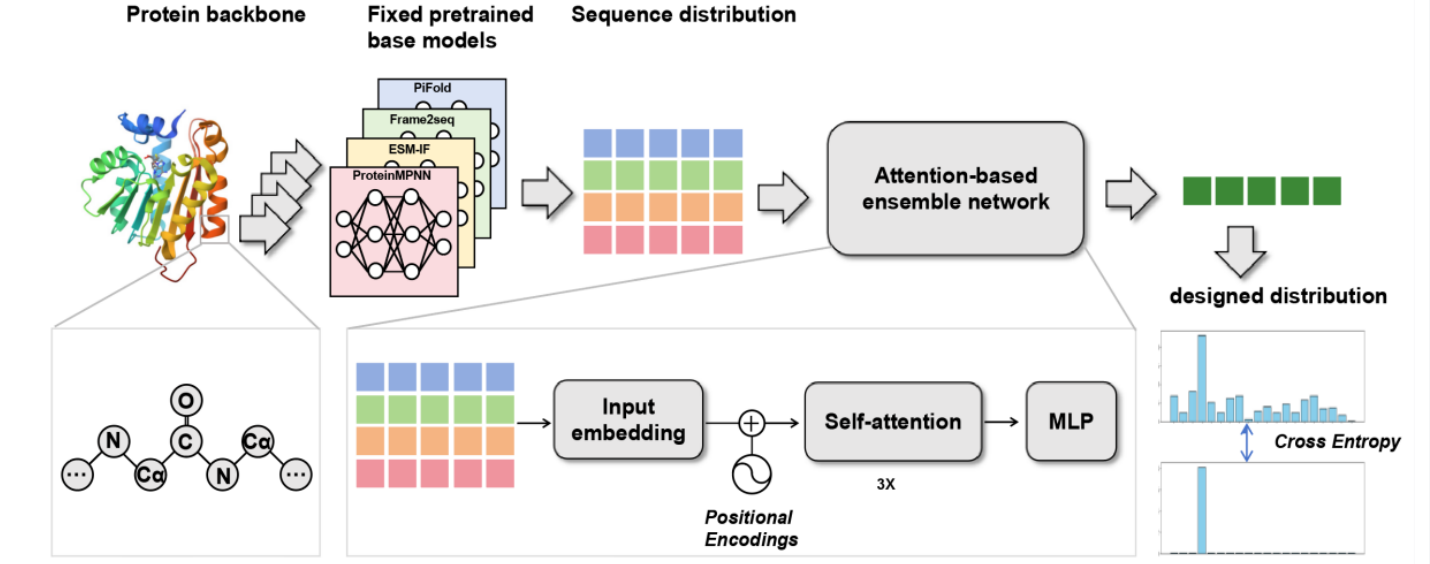 Protein backbone
Fixed pretrained
base models
Sequence distribution
PiFold
Frame2seq
ESM-IF
ProteinMPNN
Attention-based
ensemble network
designed distribution
O
N
C
Cα
...
Cα
N
...
Input
embedding
+
Self-attention
MLP
3X
Positional
Encodings
Cross Entropy